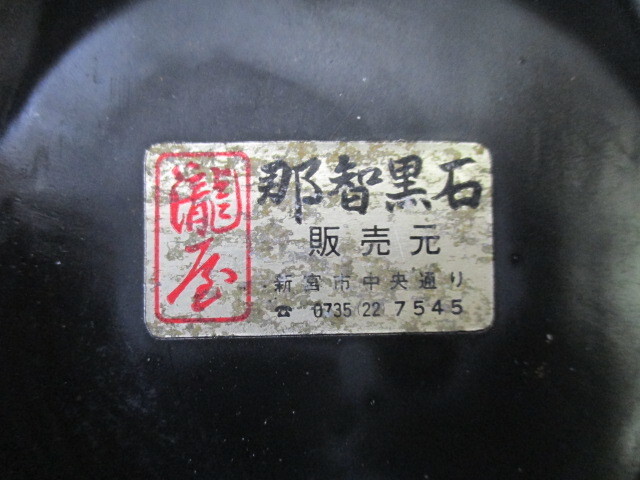 瀧屋
那智黒石
販売元
新宮市中央通り
☎ 0735(22)7545